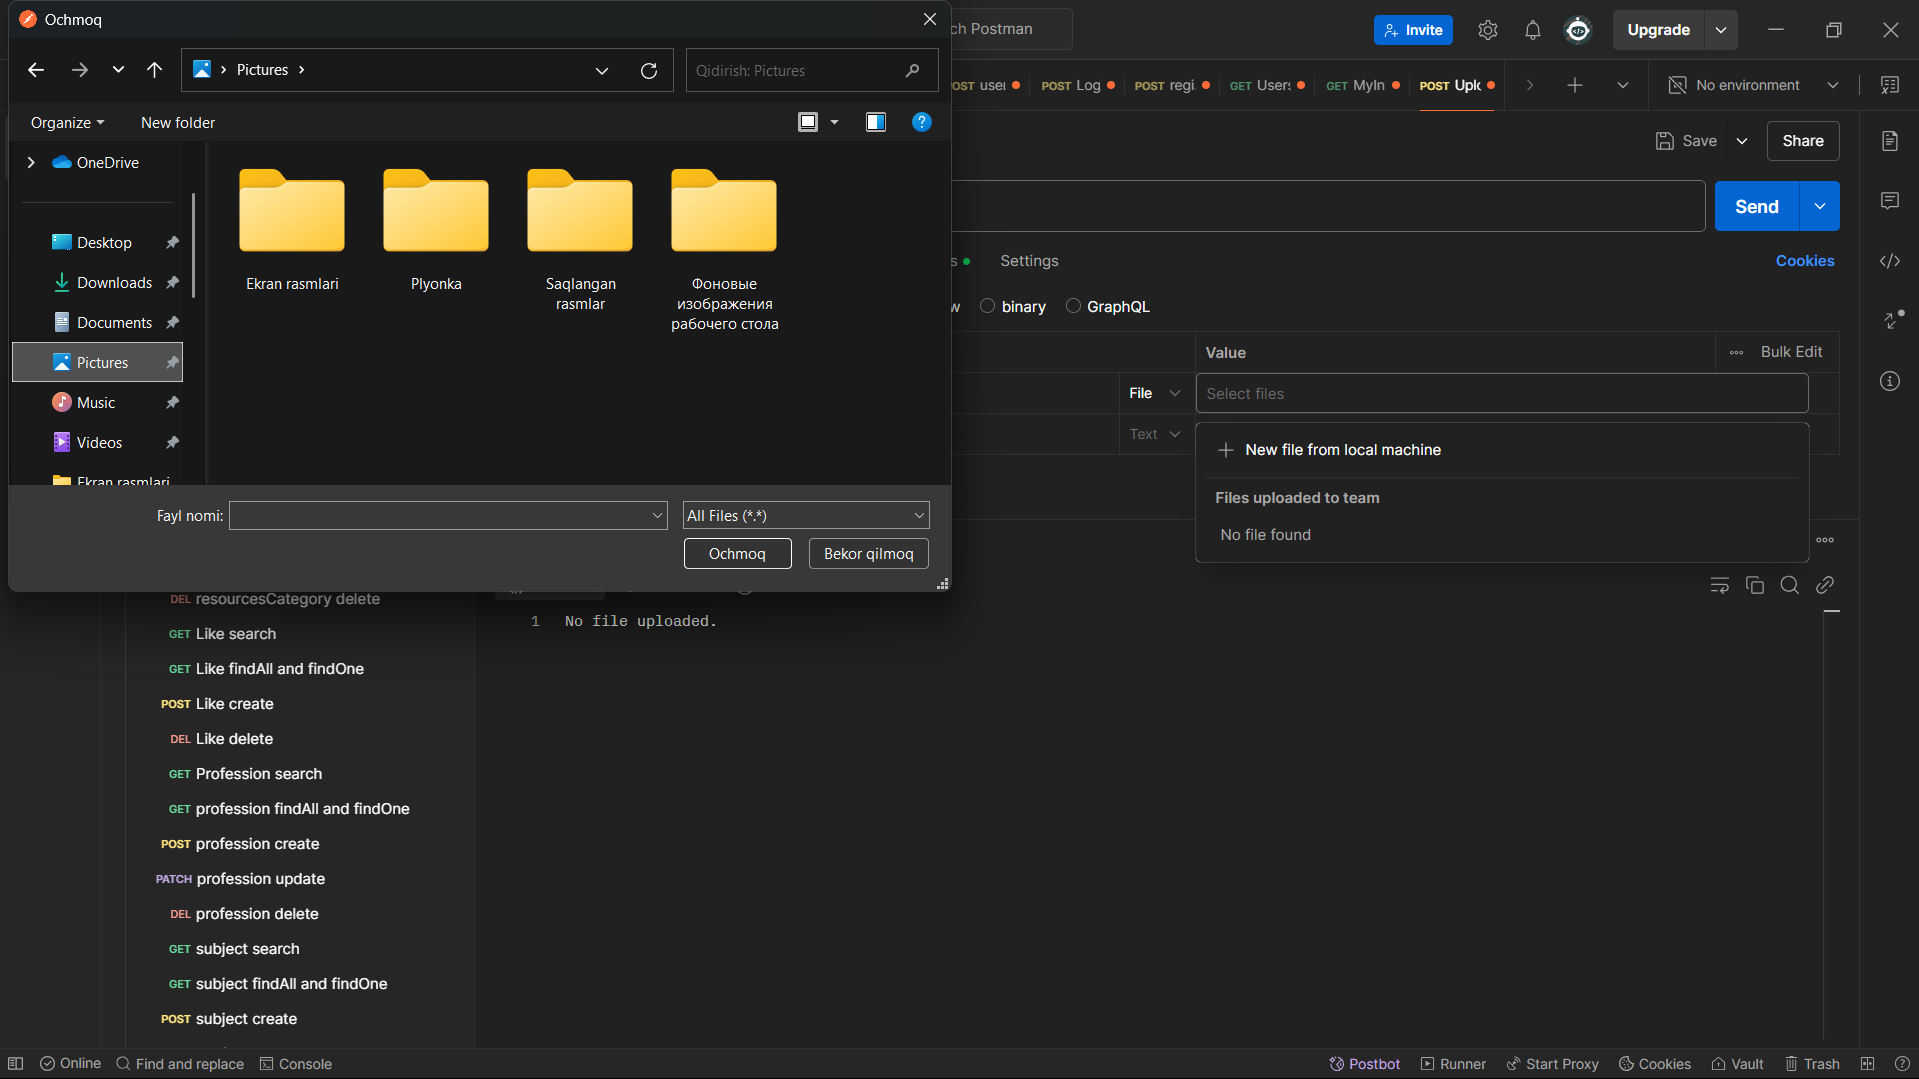 Ochmoq
Pictures
Qidirish: Pictures
Organize
New folder
OneDrive
Desktop
Downloads
Documents
Pictures
Music
Videos
Ekran rasmlari
Ekran rasmlari
Plyonka
Saqlangan
rasmlar
Фоновые
изображения
рабочего стола
Fayl nomi:
All Files (*.*)
Ochmoq
Bekor qilmoq
ch Postman
Invite
Upgrade
OST user
POST Log
POST regi
GET Users
GET MyIn
POST Uplo
No environment
Save
Share
Send
s
Settings
Cookies
w
binary
GraphQL
Value
Bulk Edit
File
Select files
Text
New file from local machine
Files uploaded to team
No file found
1 No file uploaded.
DEL resourcesCategory delete
GET Like search
GET Like findAll and findOne
POST Like create
DEL Like delete
GET Profession search
GET profession findAll and findOne
POST profession create
PATCH profession update
DEL profession delete
GET subject search
GET subject findAll and findOne
POST subject create
Online
Find and replace
Console
Postbot
Runner
Start Proxy
Cookies
Vault
Trash